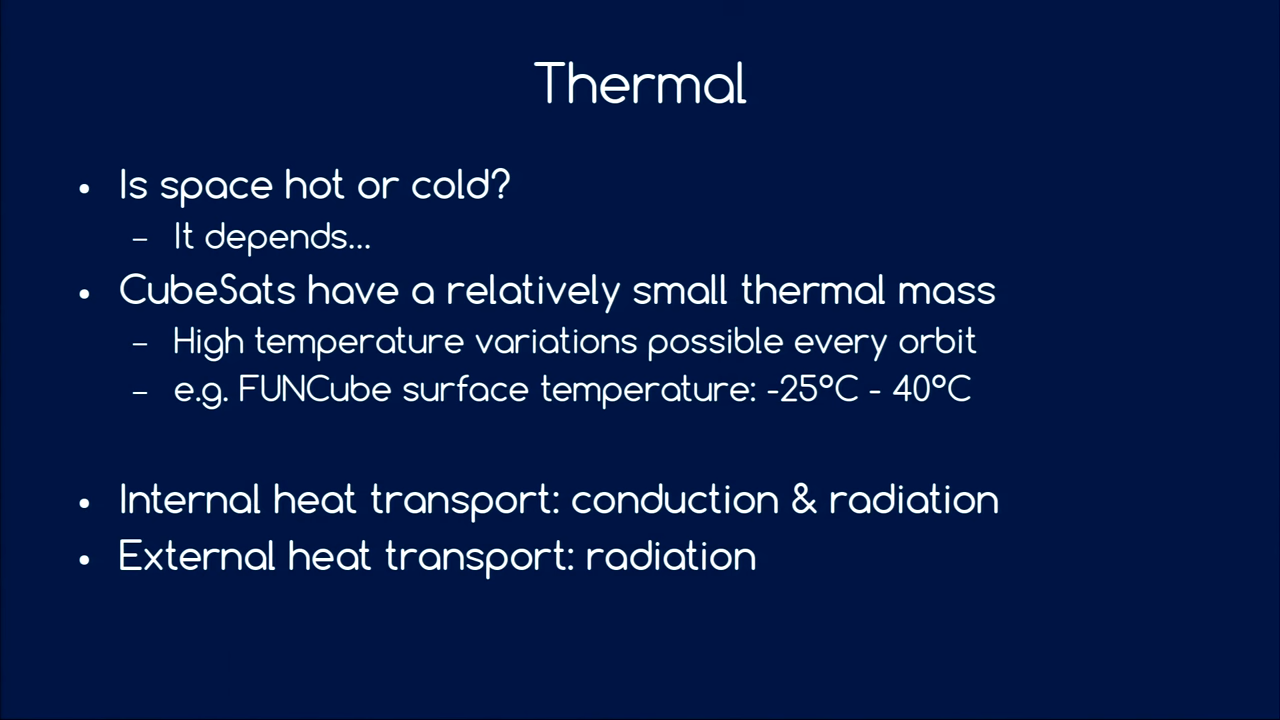 Thermal
• Is space hot or cold?
– It depends...
• CubeSats have a relatively small thermal mass
– High temperature variations possible every orbit
– e.g. FUNCube surface temperature: -25°C - 40°C
• Internal heat transport: conduction & radiation
• External heat transport: radiation